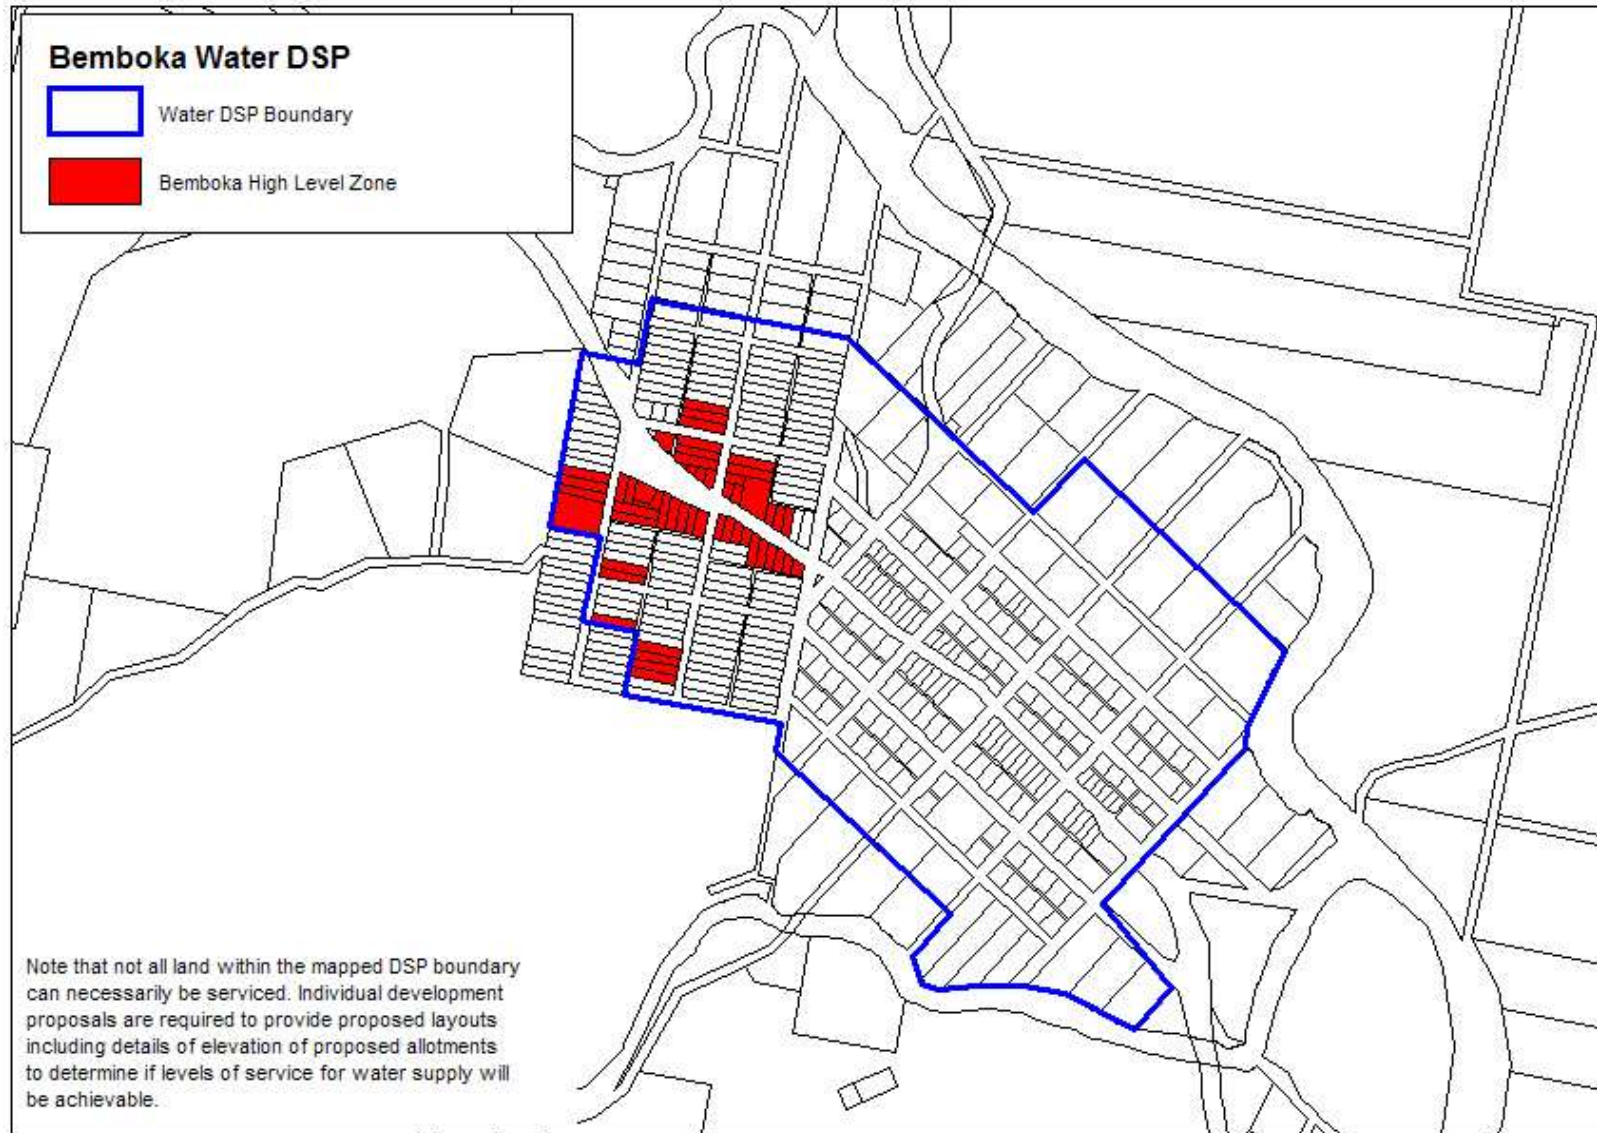 Bemboka Water DSP
Water DSP Boundary
Bemboka High Level Zone
Note that not all land within the mapped DSP boundary
can necessarily be serviced. Individual development
proposals are required to provide proposed layouts
including details of elevation of proposed allotments
to determine if levels of service for water supply will
be achievable.